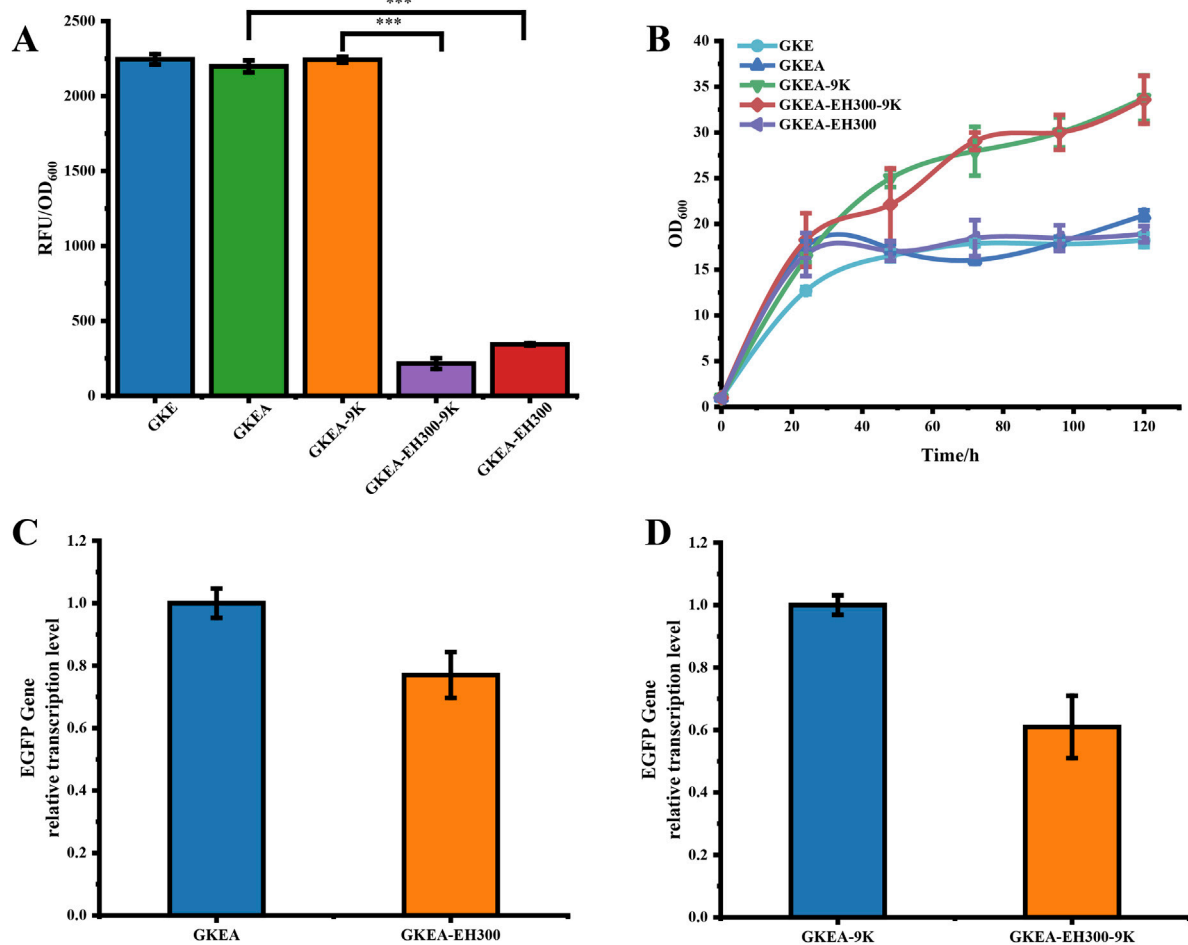 A
***
***
RFU/OD600
2500
2250
1500
1000
500
0
GKE
GKEA
GKEA-9K
GKEA-EH300-9K
GKEA-EH300
B
GKE
GKEA
GKEA-9K
GKEA-EH300-9K
GKEA-EH300
OD600
40
35
30
25
20
15
10
5
0
0
20
40
60
80
100
120
Time/h
C
EGFP Gene
relative transcription level
1.2
1.0
0.8
0.6
0.4
0.2
0.0
GKEA
GKEA-EH300
D
EGFP Gene
relative transcription level
1.2
1.0
0.8
0.6
0.4
0.2
0.0
GKEA-9K
GKEA-EH300-9K